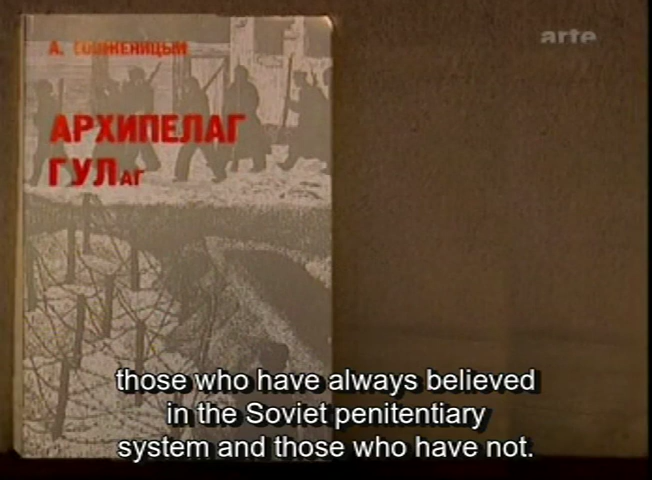 А. СОЛЖЕНИЦЫН
АРХИПЕЛАГ
ГУЛаг
arte
those who have always believed
in the Soviet penitentiary
system and those who have not.